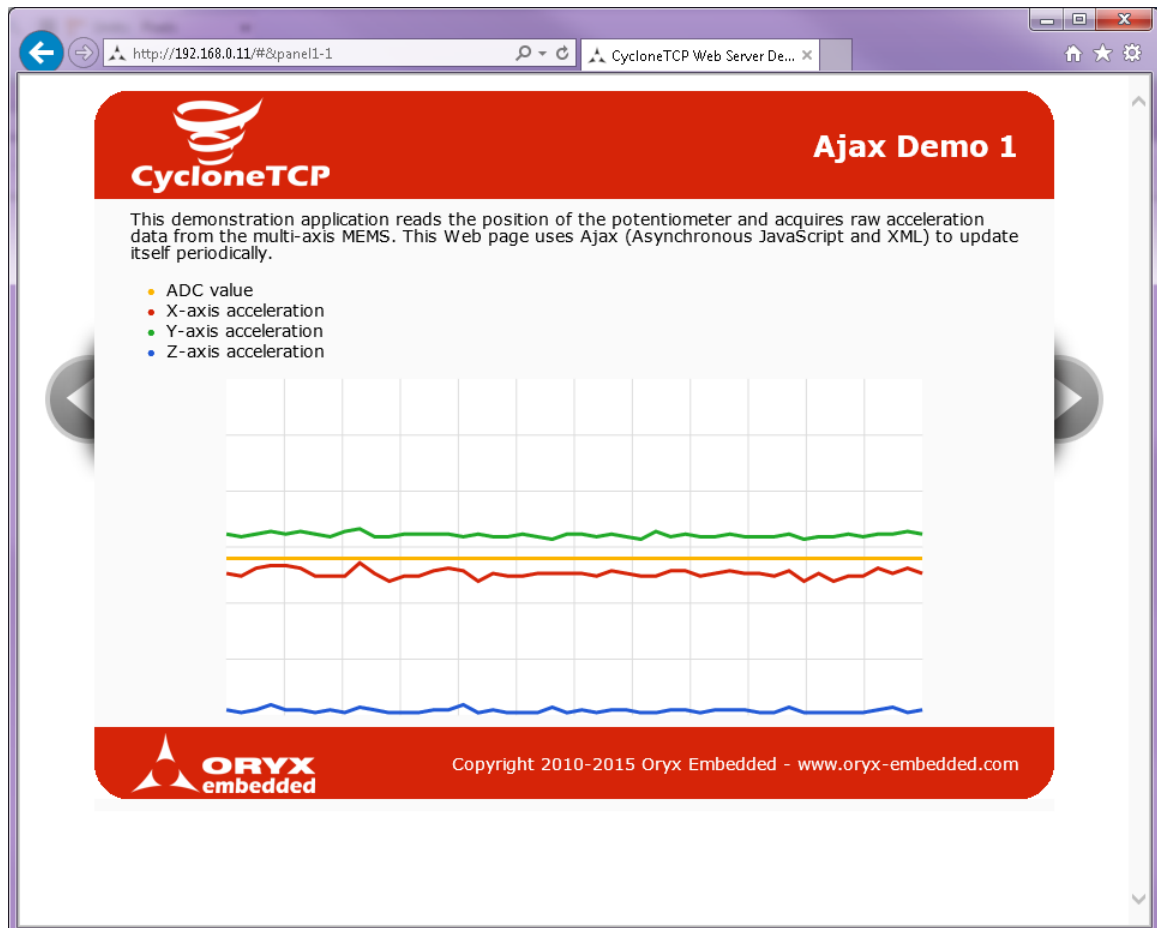 http://192.168.0.11/#&panel1-1
CycloneTCP Web Server De...
CycloneTCP
Ajax Demo 1
This demonstration application reads the position of the potentiometer and acquires raw acceleration
data from the multi-axis MEMS. This Web page uses Ajax (Asynchronous JavaScript and XML) to update
itself periodically.
ADC value
X-axis acceleration
Y-axis acceleration
Z-axis acceleration
ORYX
embedded
Copyright 2010-2015 Oryx Embedded - www.oryx-embedded.com